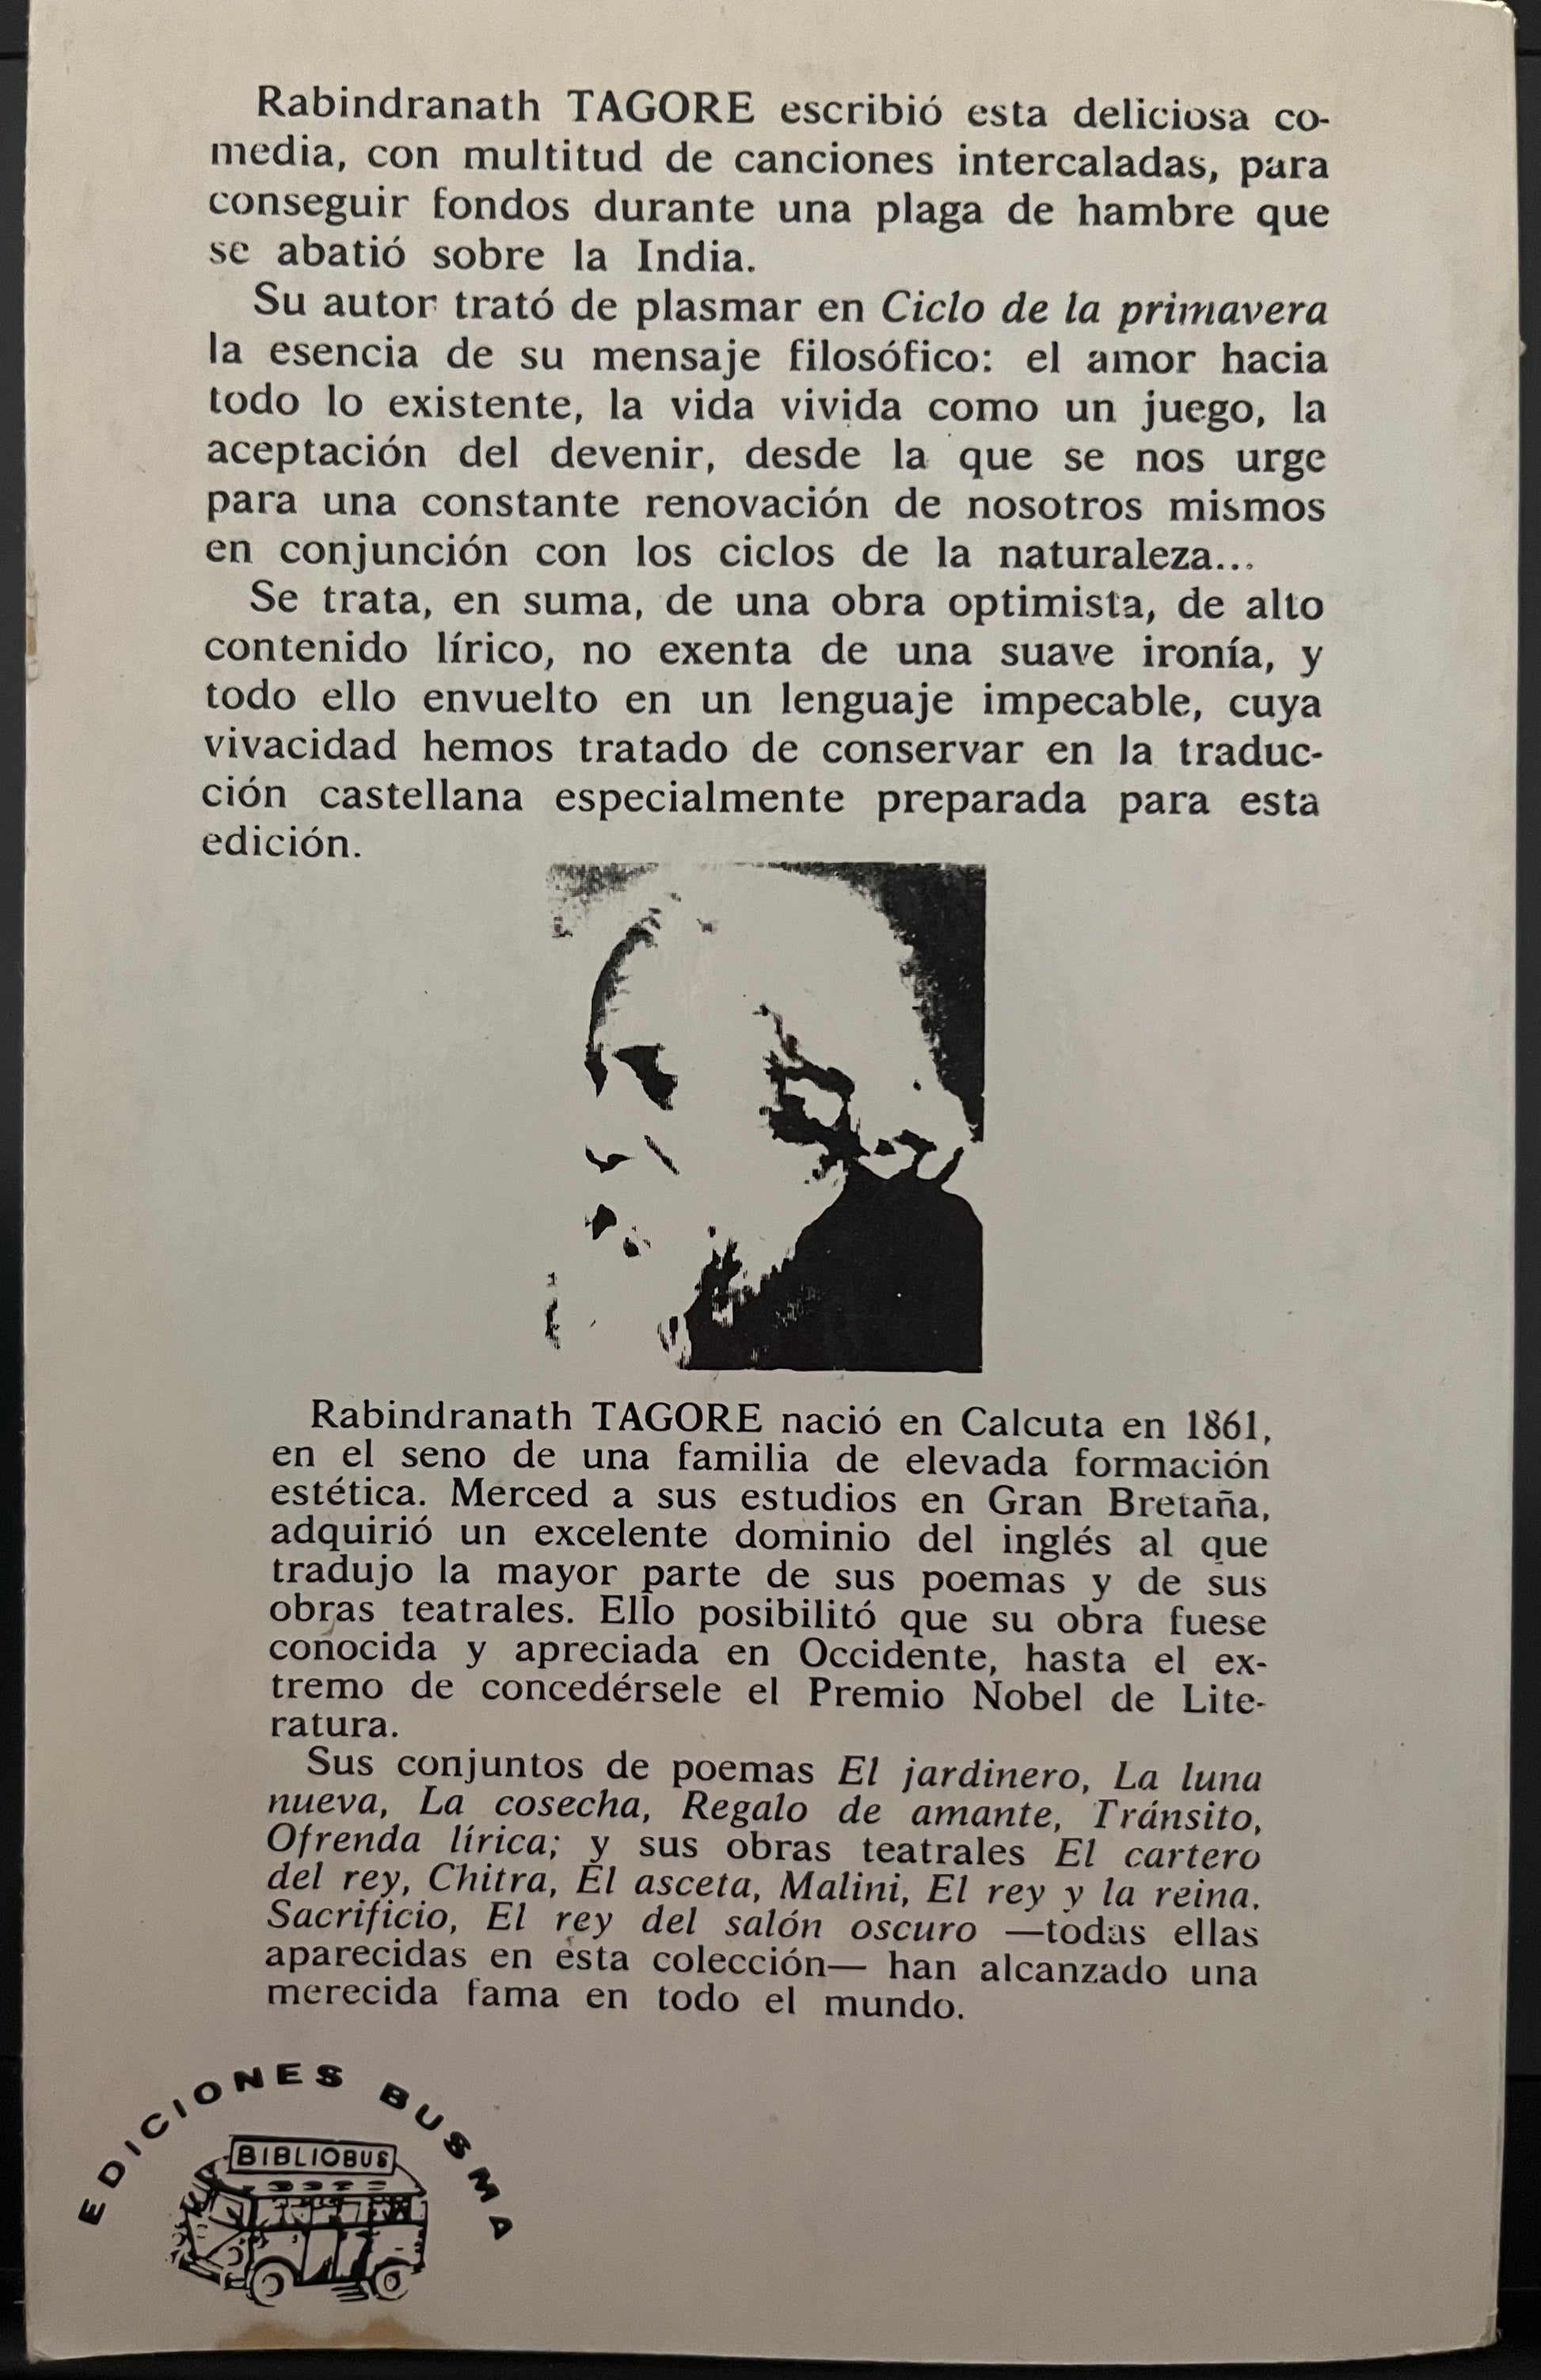 Rabindranath TAGORE escribió esta deliciosa co-
media, con multitud de canciones intercaladas, para
conseguir fondos durante una plaga de hambre que
se abatió sobre la India.
Su autor trató de plasmar en Ciclo de la primavera
la esencia de su mensaje filosófico: el amor hacia
todo lo existente, la vida vivida como un juego, la
aceptación del devenir, desde la que se nos urge
para una constante renovación de nosotros mismos
en conjunción con los ciclos de la naturaleza...
Se trata, en suma, de una obra optimista, de alto
contenido lírico, no exenta de una suave ironía, y
todo ello envuelto en un lenguaje impecable, cuya
vivacidad hemos tratado de conservar en la traduc-
ción castellana especialmente preparada para esta
edición.
Rabindranath TAGORE nació en Calcuta en 1861,
en el seno de una familia de elevada formación
estética. Merced a sus estudios en Gran Bretaña,
adquirió un excelente dominio del inglés al que
tradujo la mayor parte de sus poemas y de sus
obras teatrales. Ello posibilitó que su obra fuese
conocida y apreciada en Occidente, hasta el ex-
tremo de concedérsele el Premio Nobel de Lite-
ratura.
Sus conjuntos de poemas El jardinero, La luna
nueva, La cosecha, Regalo de amante, Tránsito,
Ofrenda lírica; y sus obras teatrales El cartero
del rey, Chitra, El asceta, Malini, El rey y la reina.
Sacrificio, El rey del salón oscuro —todas ellas
aparecidas en esta colección— han alcanzado una
merecida fama en todo el mundo.
EDICIONES BUSMA
BIBLIOBUS